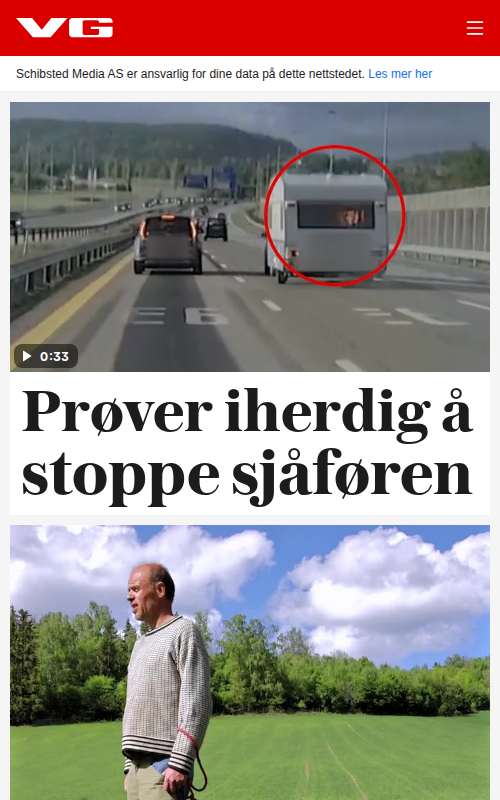 VG
Schibsted Media AS er ansvarlig for dine data på dette nettstedet. Les mer her
0:33
Prøver iherdig å
stoppe sjåføren